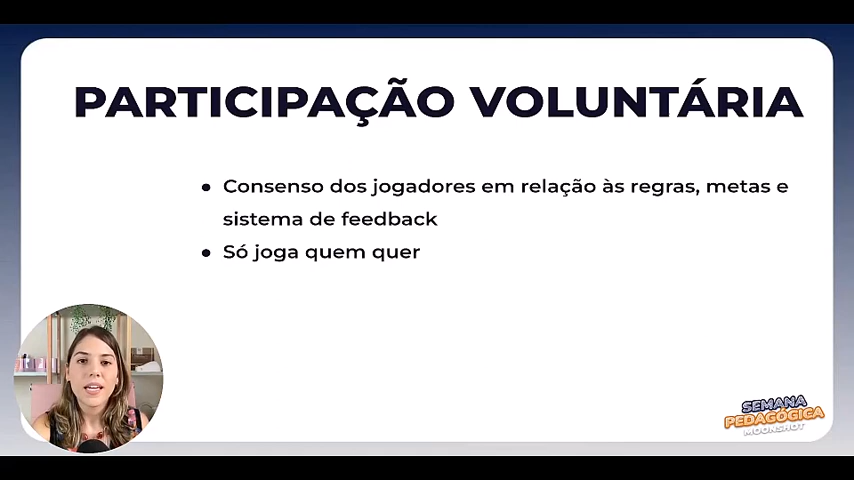 PARTICIPAÇÃO VOLUNTÁRIA
● Consenso dos jogadores em relação às regras, metas e
sistema de feedback
● Só joga quem quer
SEMANA
PEDAGÓGICA
MOONSHOT